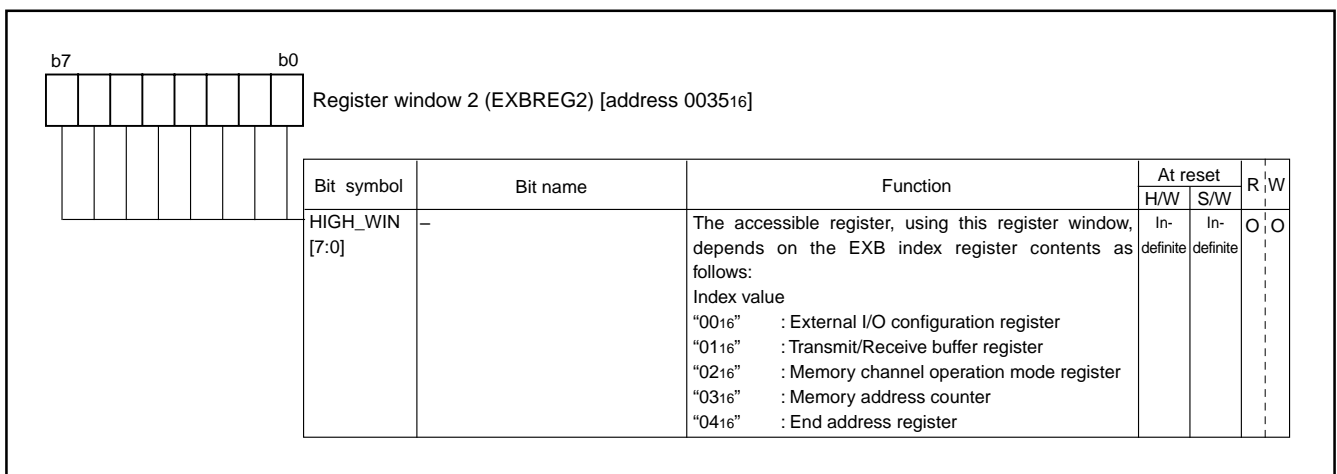 b7 b0
Register window 2 (EXBREG2) [address 003516]
Bit symbol Bit name Function At reset R W
H/W S/W
HIGH_WIN – The accessible register, using this register window, In- In- O O
[7:0] depends on the EXB index register contents as definite definite
follows:
Index value
“0016” : External I/O configuration register
“0116” : Transmit/Receive buffer register
“0216” : Memory channel operation mode register
“0316” : Memory address counter
“0416” : End address register